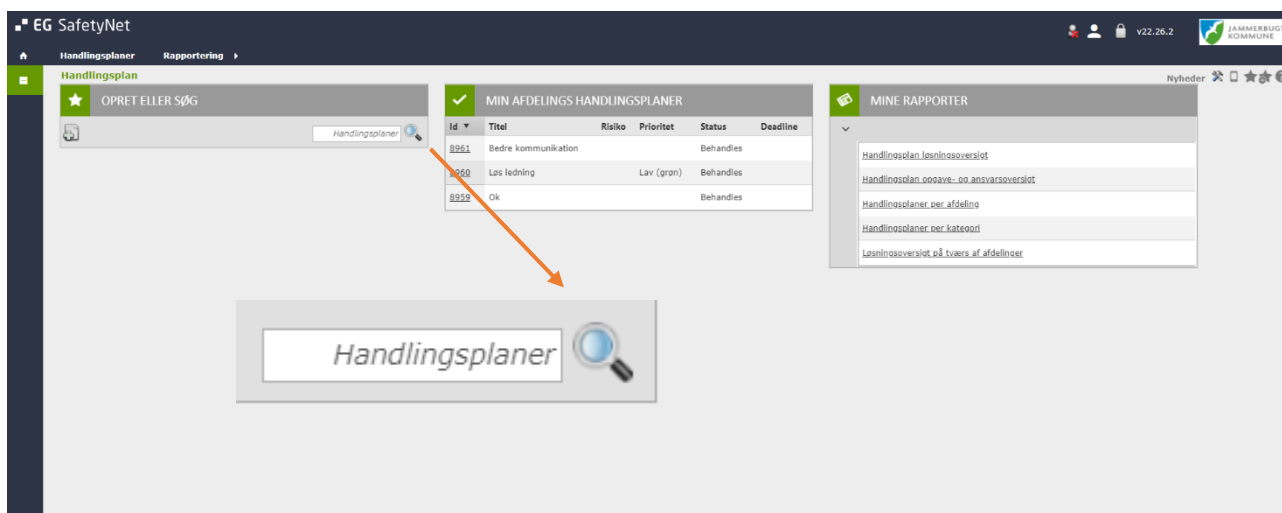 EG SafetyNet
v22.26.2
JAMMERBUGT
KOMMUNE
Handlingsplaner Rapportering
Handlingsplan
Nyheder
OPRET ELLER SØG
Handlingsplaner
MIN AFDELINGS HANDLINGSPLANER
Id Titel Risiko Prioritet Status Deadline
8961 Bedre kommunikation Behandles
8960 Løs ledning Lav (grøn) Behandles
8959 Ok Behandles
MINE RAPPORTER
Handlingsplan løsningsoversigt
Handlingsplan opgave- og ansvarsoversigt
Handlingsplaner per afdeling
Handlingsplaner per kategori
Løsningsoversigt på tværs af afdelinger
Handlingsplaner